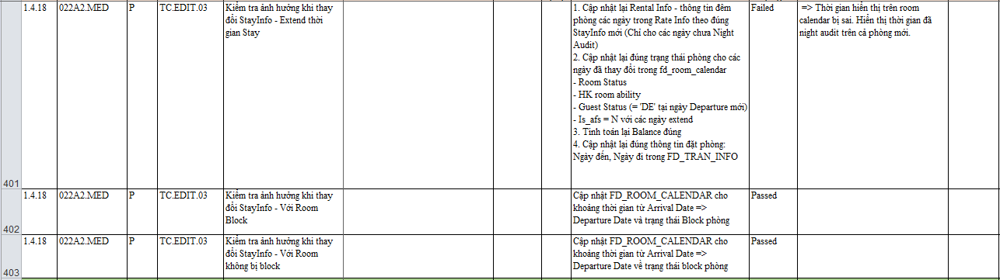 1.4.18 022A2.MED P TC.EDIT.03
Kiểm tra ảnh hưởng khi thay
đổi StayInfo - Extend thời
gian Stay
1. Cập nhật lại Rental Info - thông tin đêm
phòng các ngày trong Rate Info theo đúng
StayInfo mới (Chỉ cho các ngày chưa Night
Audit)
2. Cập nhật lại đúng trạng thái phòng cho các
ngày đã thay đổi trong fd_room_calendar
- Room Status
- HK room ability
- Guest Status (= 'DE' tại ngày Departure mới)
- Is_afs = N với các ngày extend
3. Tính toán lại Balance đúng
4. Cập nhật lại đúng thông tin đặt phòng:
Ngày đến, Ngày đi trong FD_TRAN_INFO
Failed
=> Thời gian hiển thị trên room
calendar bị sai. Hiển thị thời gian đã
night audit trên cả phòng mới.
401
1.4.18 022A2.MED P TC.EDIT.03
Kiểm tra ảnh hưởng khi thay
đổi StayInfo - Với Room
Block
Cập nhật FD_ROOM_CALENDAR cho
khoảng thời gian từ Arrival Date =>
Departure Date và trạng thái Block phòng
Passed
402
1.4.18 022A2.MED P TC.EDIT.03
Kiểm tra ảnh hưởng khi thay
đổi StayInfo - Với Room
không bị block
Cập nhật FD_ROOM_CALENDAR cho
khoảng thời gian từ Arrival Date =>
Departure Date về trạng thái block phòng
Passed
403